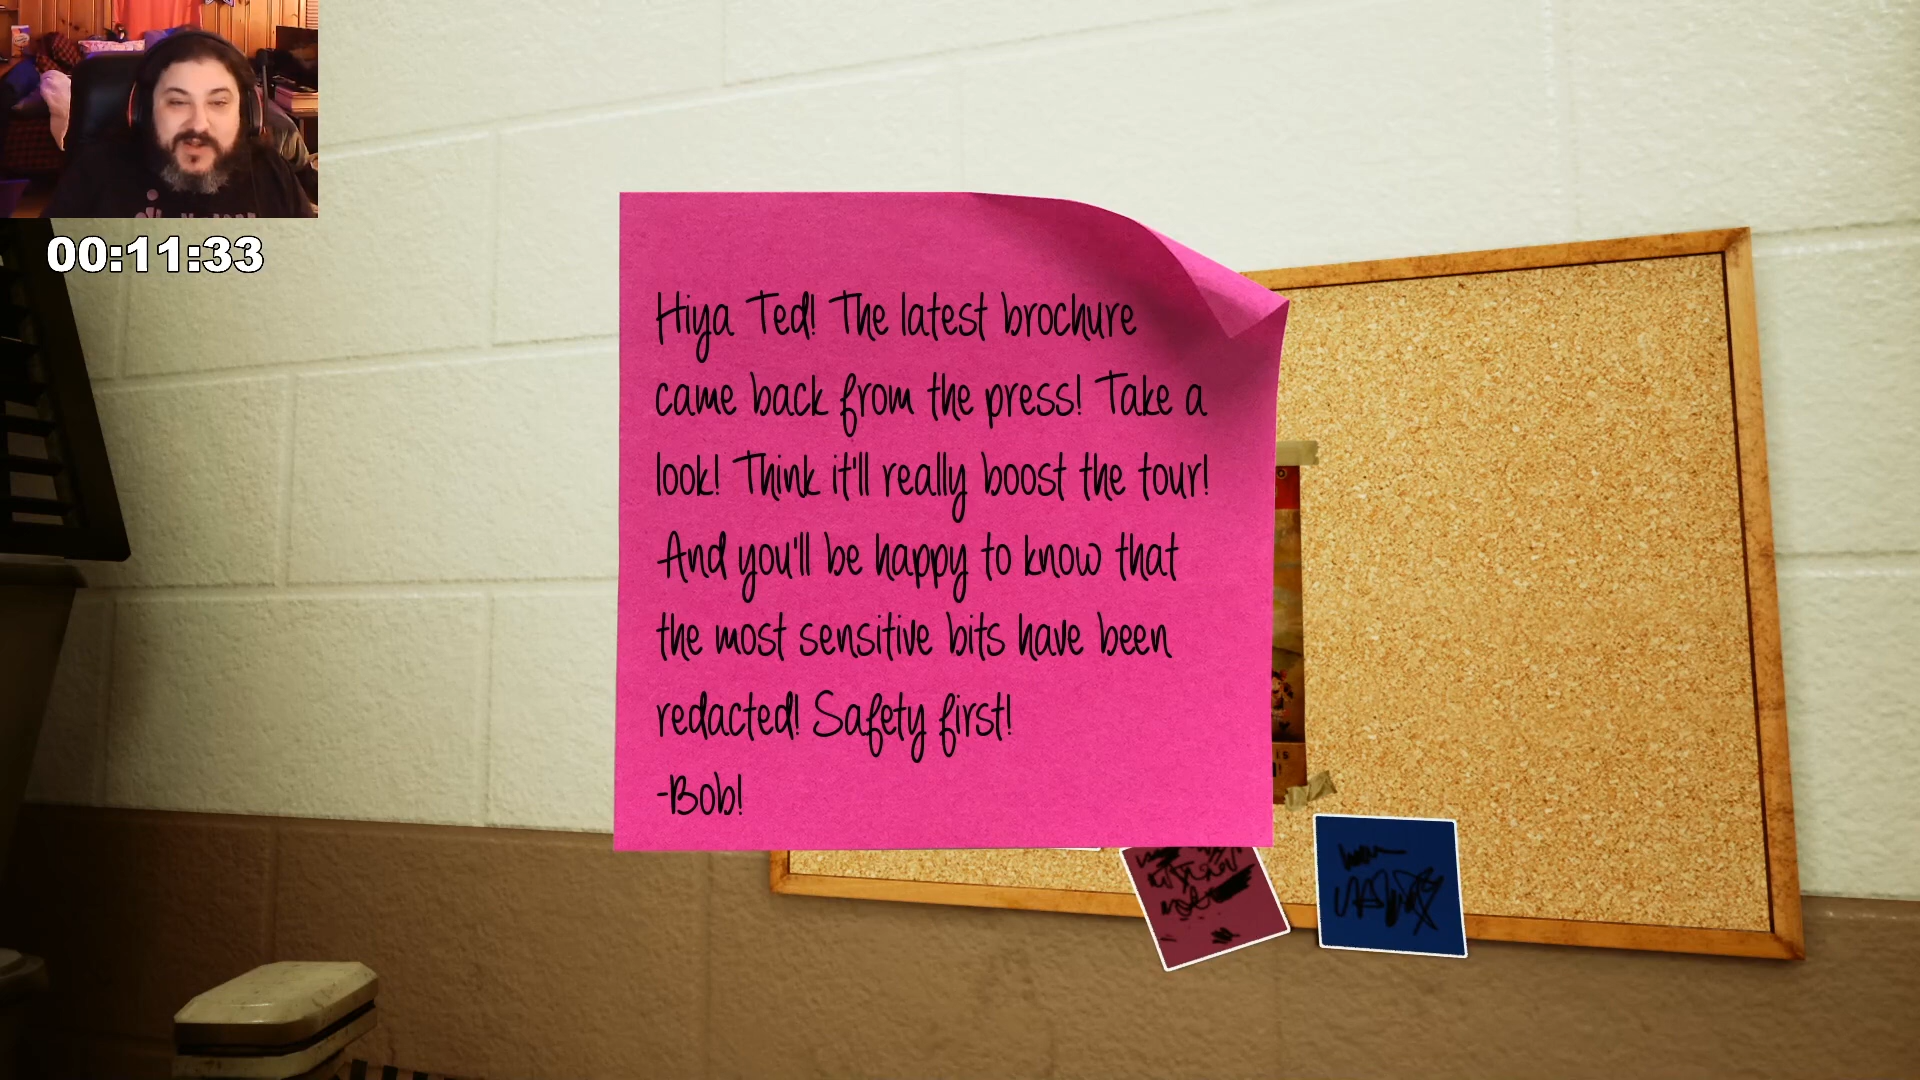 00:11:33
Hiya Ted! The latest brochure
came back from the press! Take a
look! Think it'll really boost the tour!
And you'll be happy to know that
the most sensitive bits have been
redacted! Safety first!
-Bob!